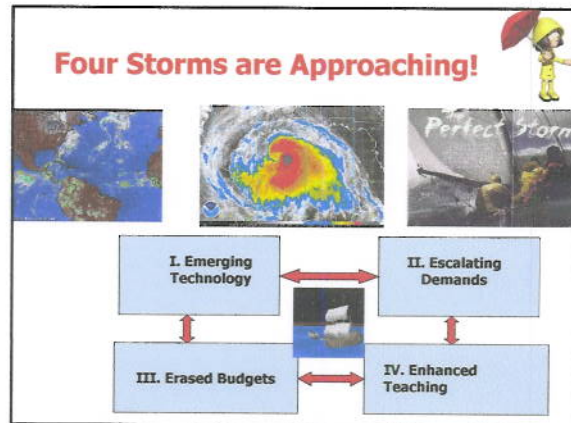 Four Storms are Approaching!
Perfect Storm
I. Emerging
Technology
II. Escalating
Demands
III. Erased Budgets
IV. Enhanced
Teaching